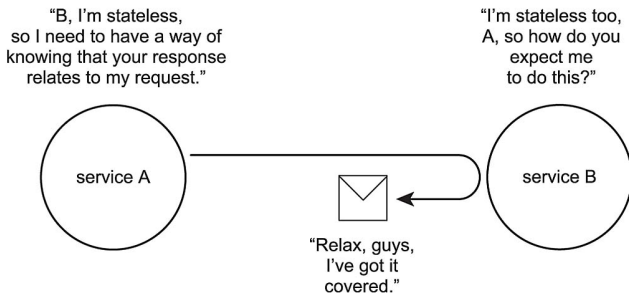 “B, I’m stateless,
so I need to have a way of
knowing that your response
relates to my request.”
“I’m stateless too,
A, so how do you
expect me
to do this?”
service A
service B
“Relax, guys,
I’ve got it
covered.”